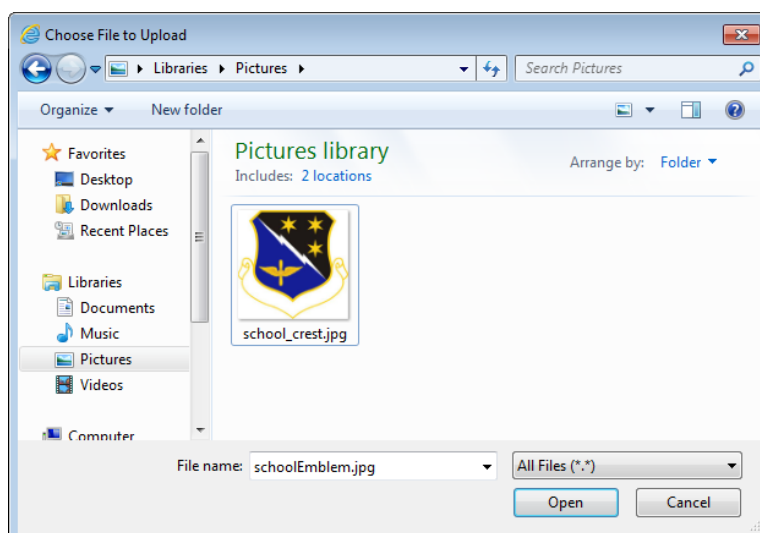 Choose File to Upload
Libraries Pictures
Search Pictures
Organize New folder
Favorites
Desktop
Downloads
Recent Places
Libraries
Documents
Music
Pictures
Videos
Computer
Pictures library
Includes: 2 locations
Arrange by: Folder
school_crest.jpg
File name: schoolEmblem.jpg
All Files (*.*)
Open Cancel